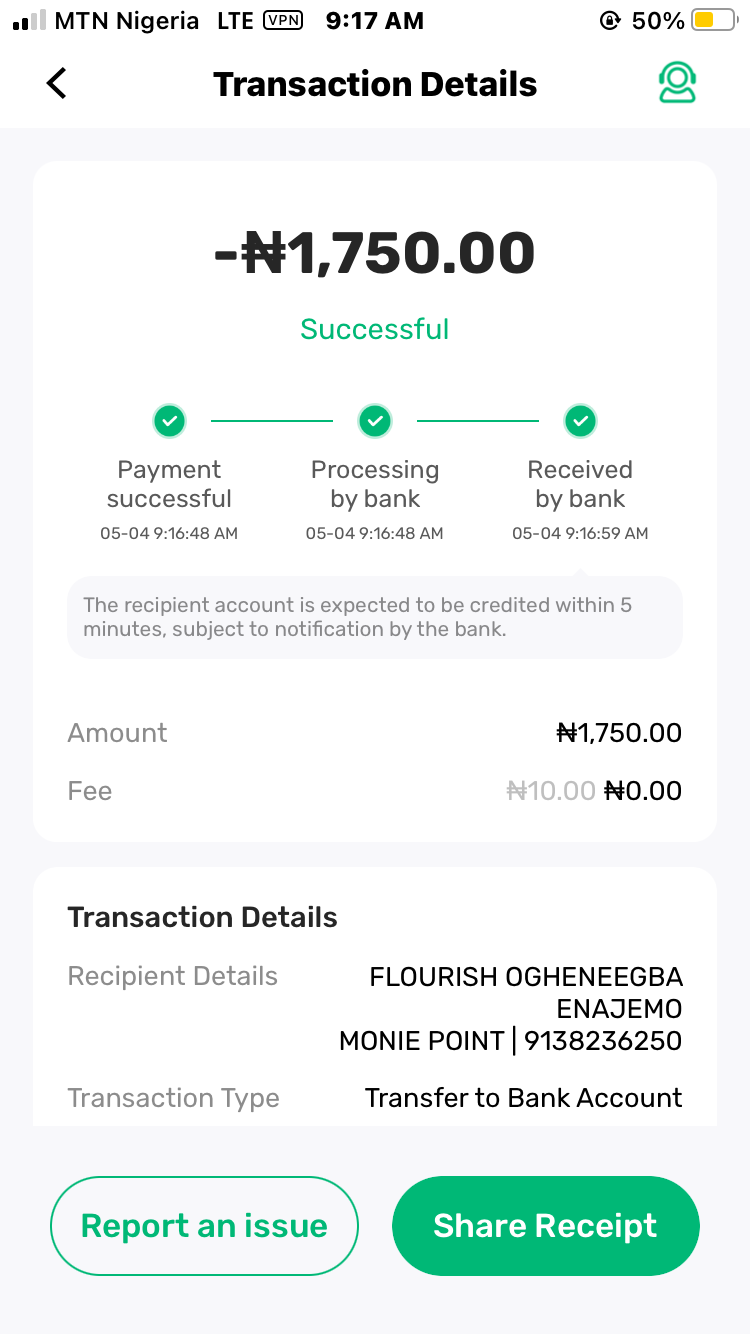 MTN Nigeria LTE VPN 9:17 AM 50%
Transaction Details
-₦1,750.00
Successful
Payment successful
05-04 9:16:48 AM
Processing by bank
05-04 9:16:48 AM
Received by bank
05-04 9:16:59 AM
The recipient account is expected to be credited within 5
minutes, subject to notification by the bank.
Amount ₦1,750.00
Fee ₦10.00 ₦0.00
Transaction Details
Recipient Details FLOURISH OGHENEEGBA
ENAJEMO
MONIE POINT | 9138236250
Transaction Type Transfer to Bank Account
Report an issue Share Receipt